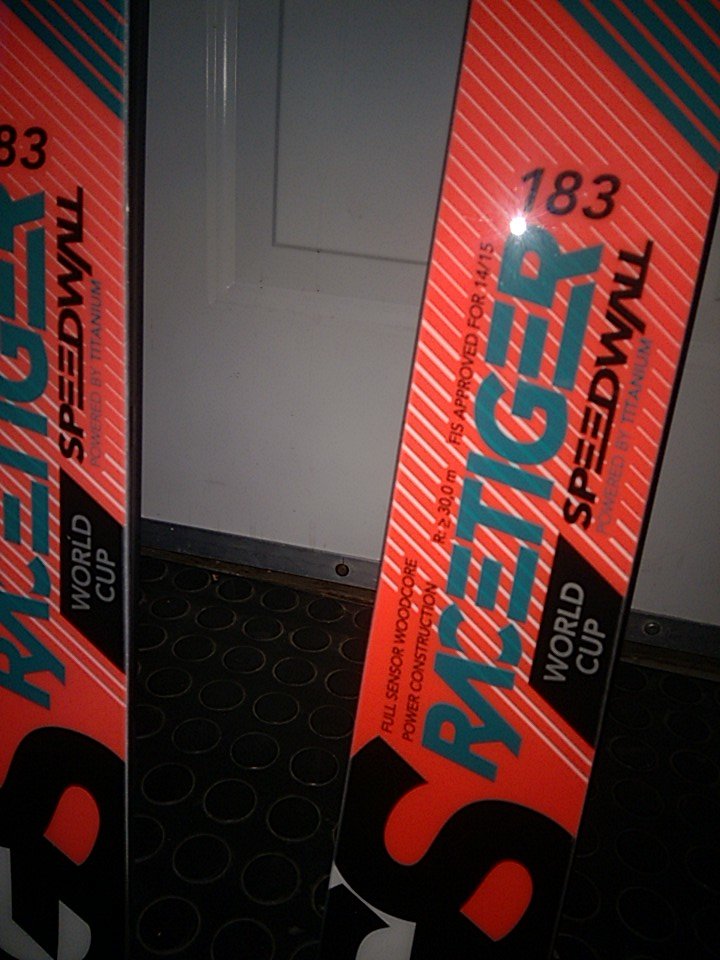 83
RACETIGER
SPEEDWALL
POWERED BY TITANIUM
WORLD
CUP
183
FIS APPROVED FOR 14/15
R: ≥ 30,0 m
FULL SENSOR WOODCORE
POWER CONSTRUCTION
RACETIGER
SPEEDWALL
POWERED BY TITANIUM
WORLD
CUP